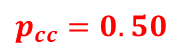 p_cc = 0.50